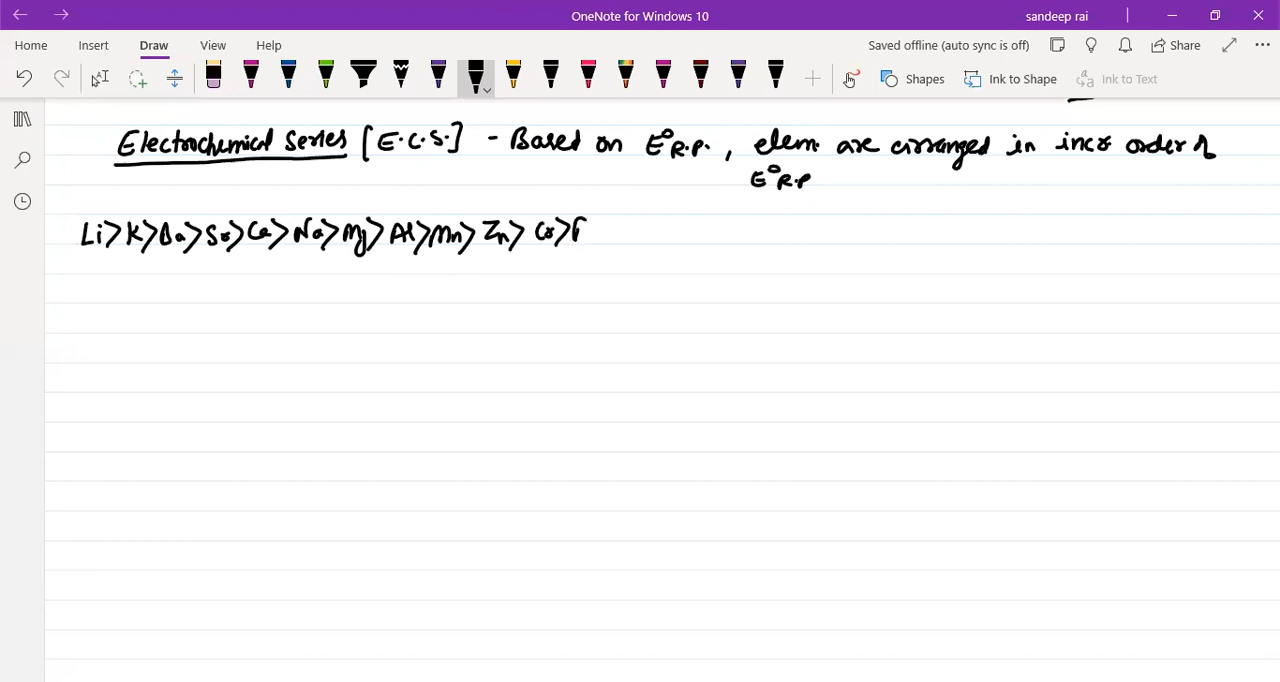 OneNote for Windows 10
sandeep rai
Home Insert Draw View Help
Saved offline (auto sync is off) Share
Shapes Ink to Shape Ink to Text
Electrochemical Series [E.C.S.] - Based on E°R.P., elem. are arranged in incr order of
E°R.P
Li>K>Ba>Sr>Ca>Na>Mg>Al>Mn>Zn>Cr>